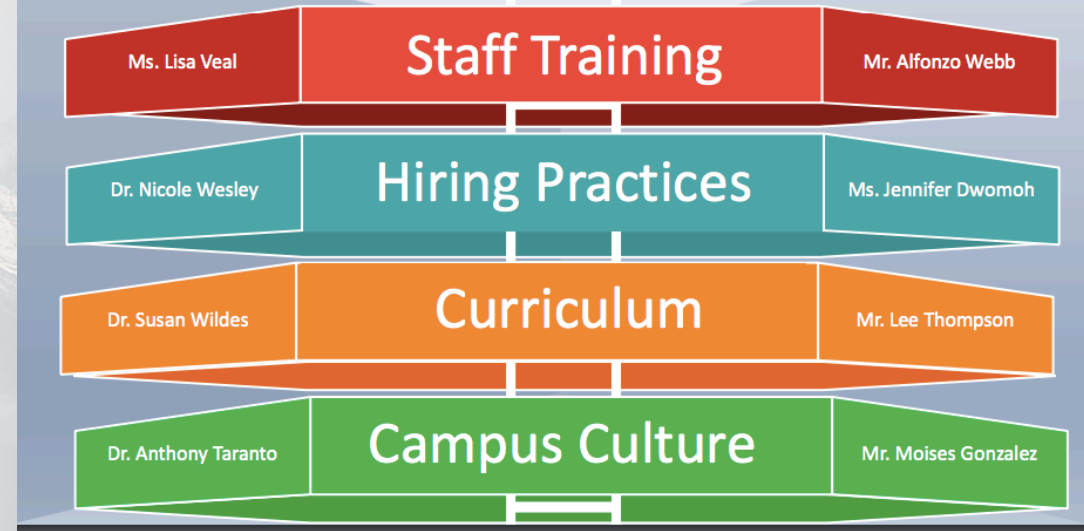 Ms. Lisa Veal Staff Training Mr. Alfonzo Webb
Dr. Nicole Wesley Hiring Practices Ms. Jennifer Dwomoh
Dr. Susan Wildes Curriculum Mr. Lee Thompson
Dr. Anthony Taranto Campus Culture Mr. Moises Gonzalez